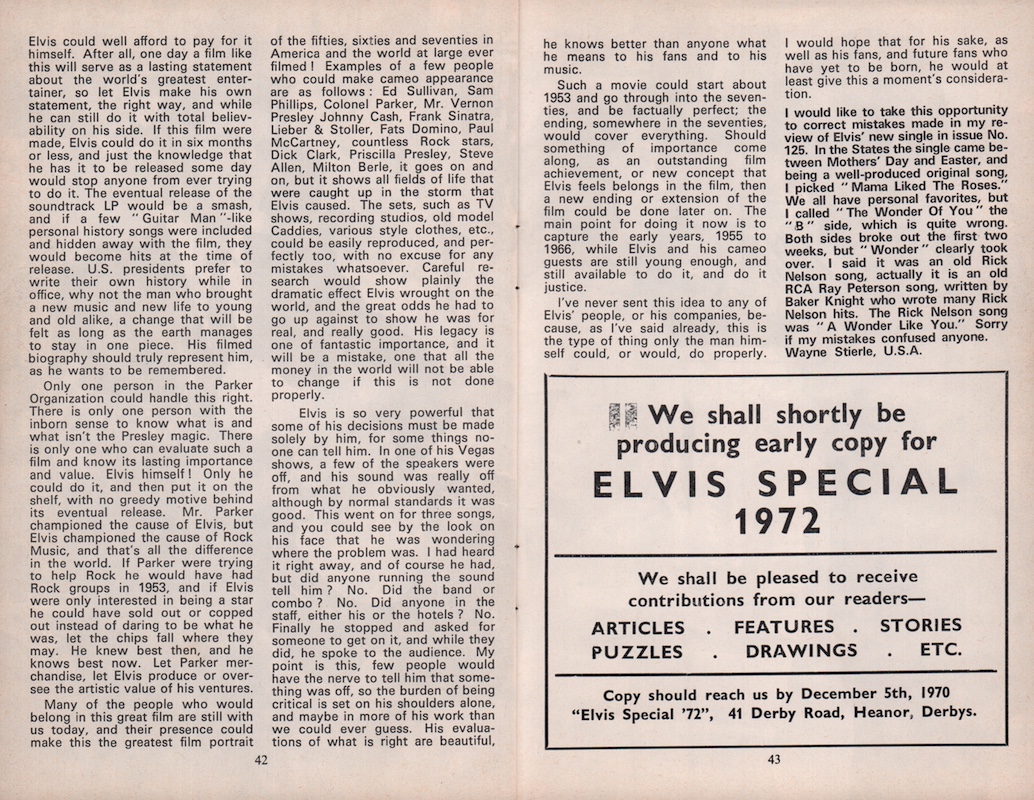 Elvis could well afford to pay for it
himself. After all, one day a film like
this will serve as a lasting statement
about the world's greatest enter-
tainer, so let Elvis make his own
statement, the right way, and while
he can still do it with total believ-
ability on his side. If this film were
made, Elvis could do it in six months
or less, and just the knowledge that
he has it to be released some day
would stop anyone from ever trying
to do it. The eventual release of the
soundtrack LP would be a smash,
and if a few "Guitar Man"-like
personal history songs were included
and hidden away with the film, they
would become hits at the time of
release. U.S. presidents prefer to
write their own history while in
office, why not the man who brought
a new music and new life to young
and old alike, a change that will be
felt as long as the earth manages
to stay in one piece. His filmed
biography should truly represent him,
as he wants to be remembered.
Only one person in the Parker
Organization could handle this right.
There is only one person with the
inborn sense to know what is and
what isn't the Presley magic. There
is only one who can evaluate such a
film and know its lasting importance
and value. Elvis himself! Only he
could do it, and then put it on the
shelf, with no greedy motive behind
its eventual release. Mr. Parker
championed the cause of Elvis, but
Elvis championed the cause of Rock
Music, and that's all the difference
in the world. If Parker were trying
to help Rock he would have had
Rock groups in 1953, and if Elvis
were only interested in being a star
he could have sold out or copped
out instead of daring to be what he
was, let the chips fall where they
may. He knew best then, and he
knows best now. Let Parker mer-
chandise, let Elvis produce or over-
see the artistic value of his ventures.
Many of the people who would
belong in this great film are still with
us today, and their presence could
make this the greatest film portrait
of the fifties, sixties and seventies in
America and the world at large ever
filmed! Examples of a few people
who could make cameo appearance
are as follows: Ed Sullivan, Sam
Phillips, Colonel Parker, Mr. Vernon
Presley Johnny Cash, Frank Sinatra,
Lieber & Stoller, Fats Domino, Paul
McCartney, countless Rock stars,
Dick Clark, Priscilla Presley, Steve
Allen, Milton Berle, it goes on and
on, but it shows all fields of life that
were caught up in the storm that
Elvis caused. The sets, such as TV
shows, recording studios, old model
Caddies, various style clothes, etc.,
could be easily reproduced, and per-
fectly too, with no excuse for any
mistakes whatsoever. Careful re-
search would show plainly the
dramatic effect Elvis wrought on the
world, and the great odds he had to
go up against to show he was for
real, and really good. His legacy is
one of fantastic importance, and it
will be a mistake, one that all the
money in the world will not be able
to change if this is not done
properly.
Elvis is so very powerful that
some of his decisions must be made
solely by him, for some things no-
one can tell him. In one of his Vegas
shows, a few of the speakers were
off, and his sound was really off
from what he obviously wanted,
although by normal standards it was
good. This went on for three songs,
and you could see by the look on
his face that he was wondering
where the problem was. I had heard
it right away, and of course he had,
but did anyone running the sound
tell him? No. Did the band or
combo? No. Did anyone in the
staff, either his or the hotels? No.
Finally he stopped and asked for
someone to get on it, and while they
did, he spoke to the audience. My
point is this, few people would
have the nerve to tell him that some-
thing was off, so the burden of being
critical is set on his shoulders alone,
and maybe in more of his work than
we could ever guess. His evalua-
tions of what is right are beautiful,
42
he knows better than anyone what
he means to his fans and to his
music.
Such a movie could start about
1953 and go through into the seven-
ties, and be factually perfect; the
ending, somewhere in the seventies,
would cover everything. Should
something of importance come
along, as an outstanding film
achievement, or new concept that
Elvis feels belongs in the film, then
a new ending or extension of the
film could be done later on. The
main point for doing it now is to
capture the early years, 1955 to
1966, while Elvis and his cameo
guests are still young enough, and
still available to do it, and do it
justice.
I've never sent this idea to any of
Elvis' people, or his companies, be-
cause, as I've said already, this is
the type of thing only the man him-
self could, or would, do properly.
I would hope that for his sake, as
well as his fans, and future fans who
have yet to be born, he would at
least give this a moment's considera-
tion.
I would like to take this opportunity
to correct mistakes made in my re-
view of Elvis' new single in issue No.
125. In the States the single came be-
tween Mothers' Day and Easter, and
being a well-produced original song,
I picked "Mama Liked The Roses."
We all have personal favorites, but
I called "The Wonder Of You" the
"B" side, which is quite wrong.
Both sides broke out the first two
weeks, but "Wonder" clearly took
over. I said it was an old Rick
Nelson song, actually it is an old
RCA Ray Peterson song, written by
Baker Knight who wrote many Rick
Nelson hits. The Rick Nelson song
was "A Wonder Like You." Sorry
if my mistakes confused anyone.
Wayne Stierle, U.S.A.
We shall shortly be
producing early copy for
ELVIS SPECIAL
1972
We shall be pleased to receive
contributions from our readers—
ARTICLES . FEATURES . STORIES
PUZZLES . DRAWINGS . ETC.
Copy should reach us by December 5th, 1970
"Elvis Special '72", 41 Derby Road, Heanor, Derbys.
43